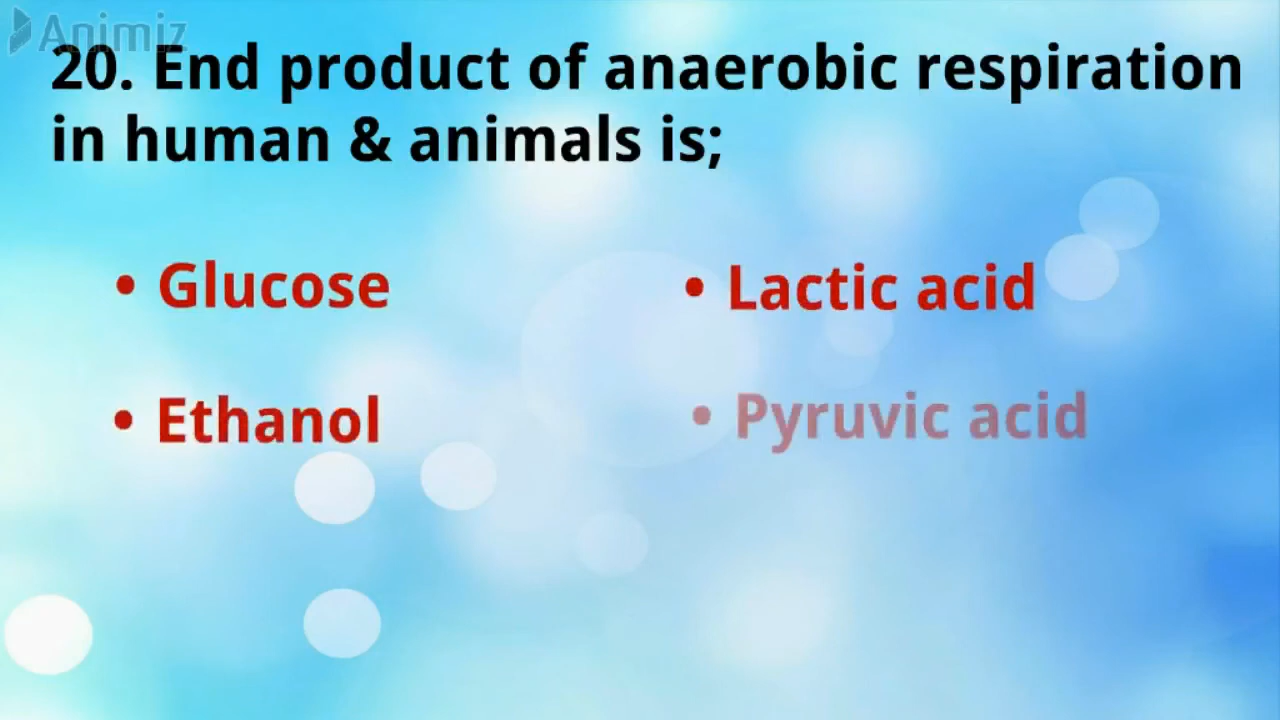 Animiz
20. End product of anaerobic respiration
in human & animals is;
• Glucose
• Lactic acid
• Ethanol
• Pyruvic acid